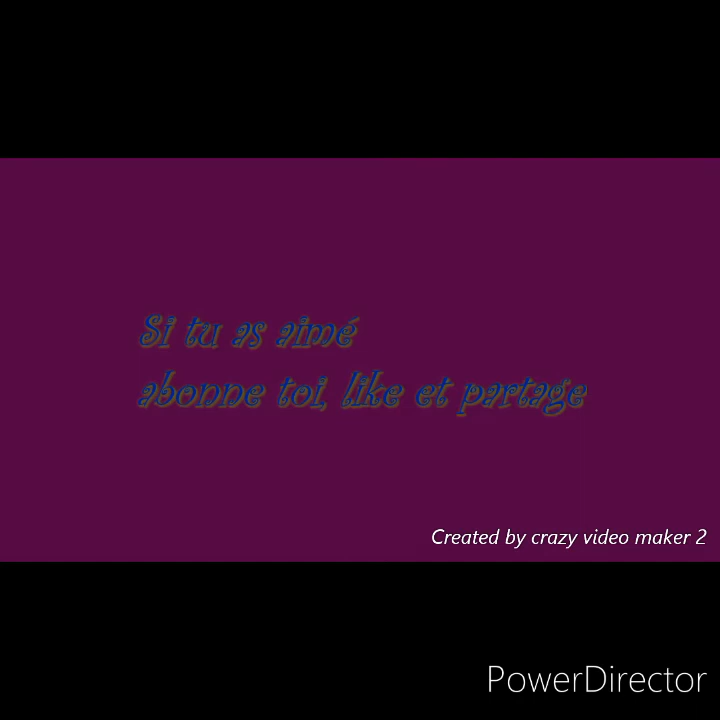 Si tu as aimé
abonne toi, like et partage
Created by crazy video maker 2
PowerDirector